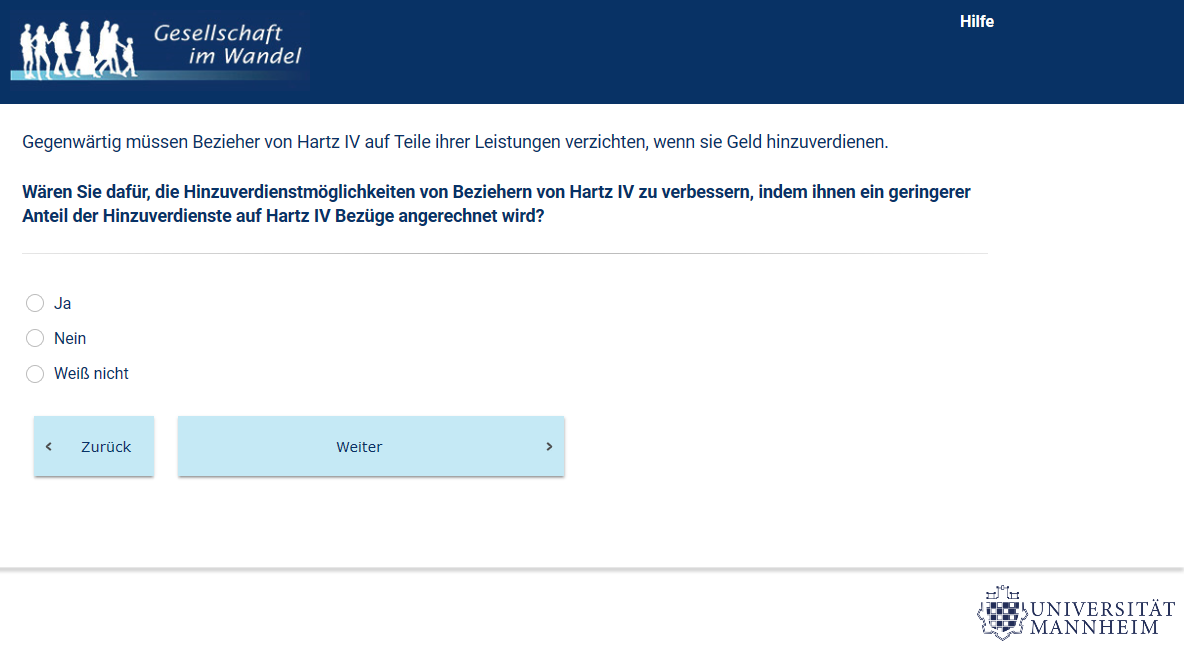 Gesellschaft
im Wandel
Hilfe
Gegenwärtig müssen Bezieher von Hartz IV auf Teile ihrer Leistungen verzichten, wenn sie Geld hinzuverdienen.
Wären Sie dafür, die Hinzuverdienstmöglichkeiten von Beziehern von Hartz IV zu verbessern, indem ihnen ein geringerer
Anteil der Hinzuverdienste auf Hartz IV Bezüge angerechnet wird?
Ja
Nein
Weiß nicht
Zurück
Weiter
UNIVERSITÄT
MANNHEIM